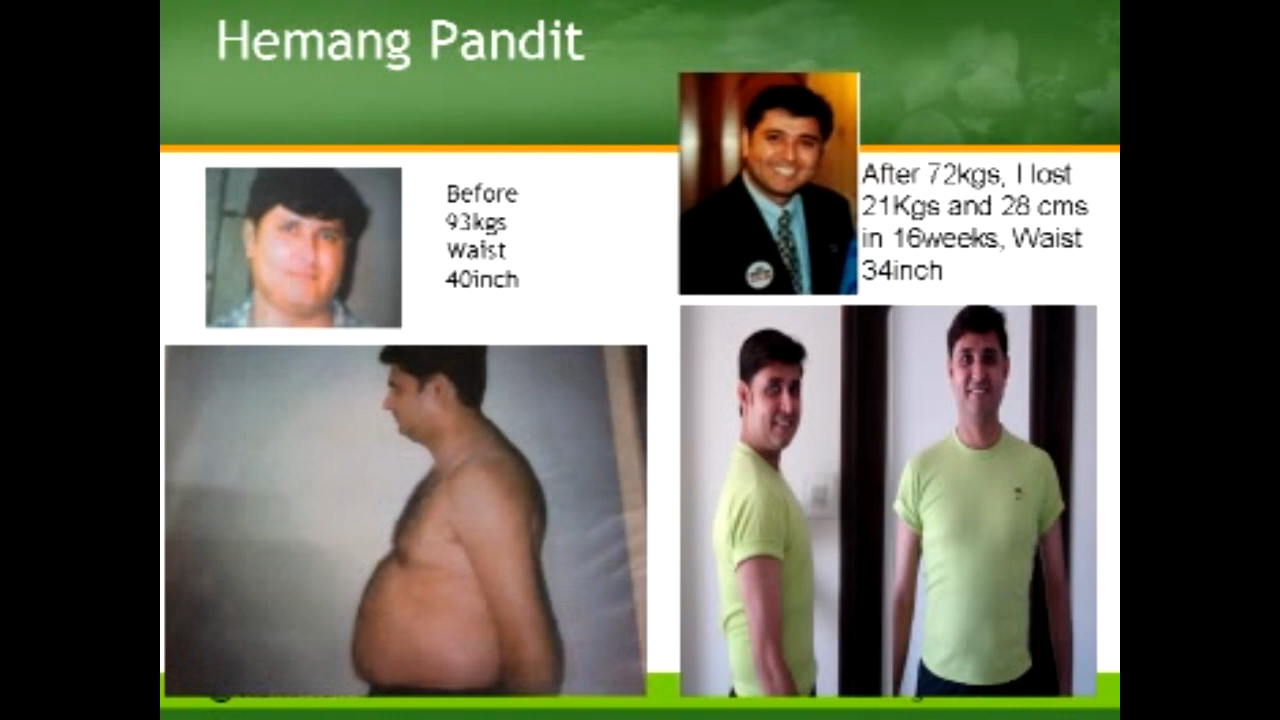 Hemang Pandit
Before
93kgs
Waist
40inch
After 72kgs, I lost
21Kgs and 28 cms
in 16weeks, Waist
34inch